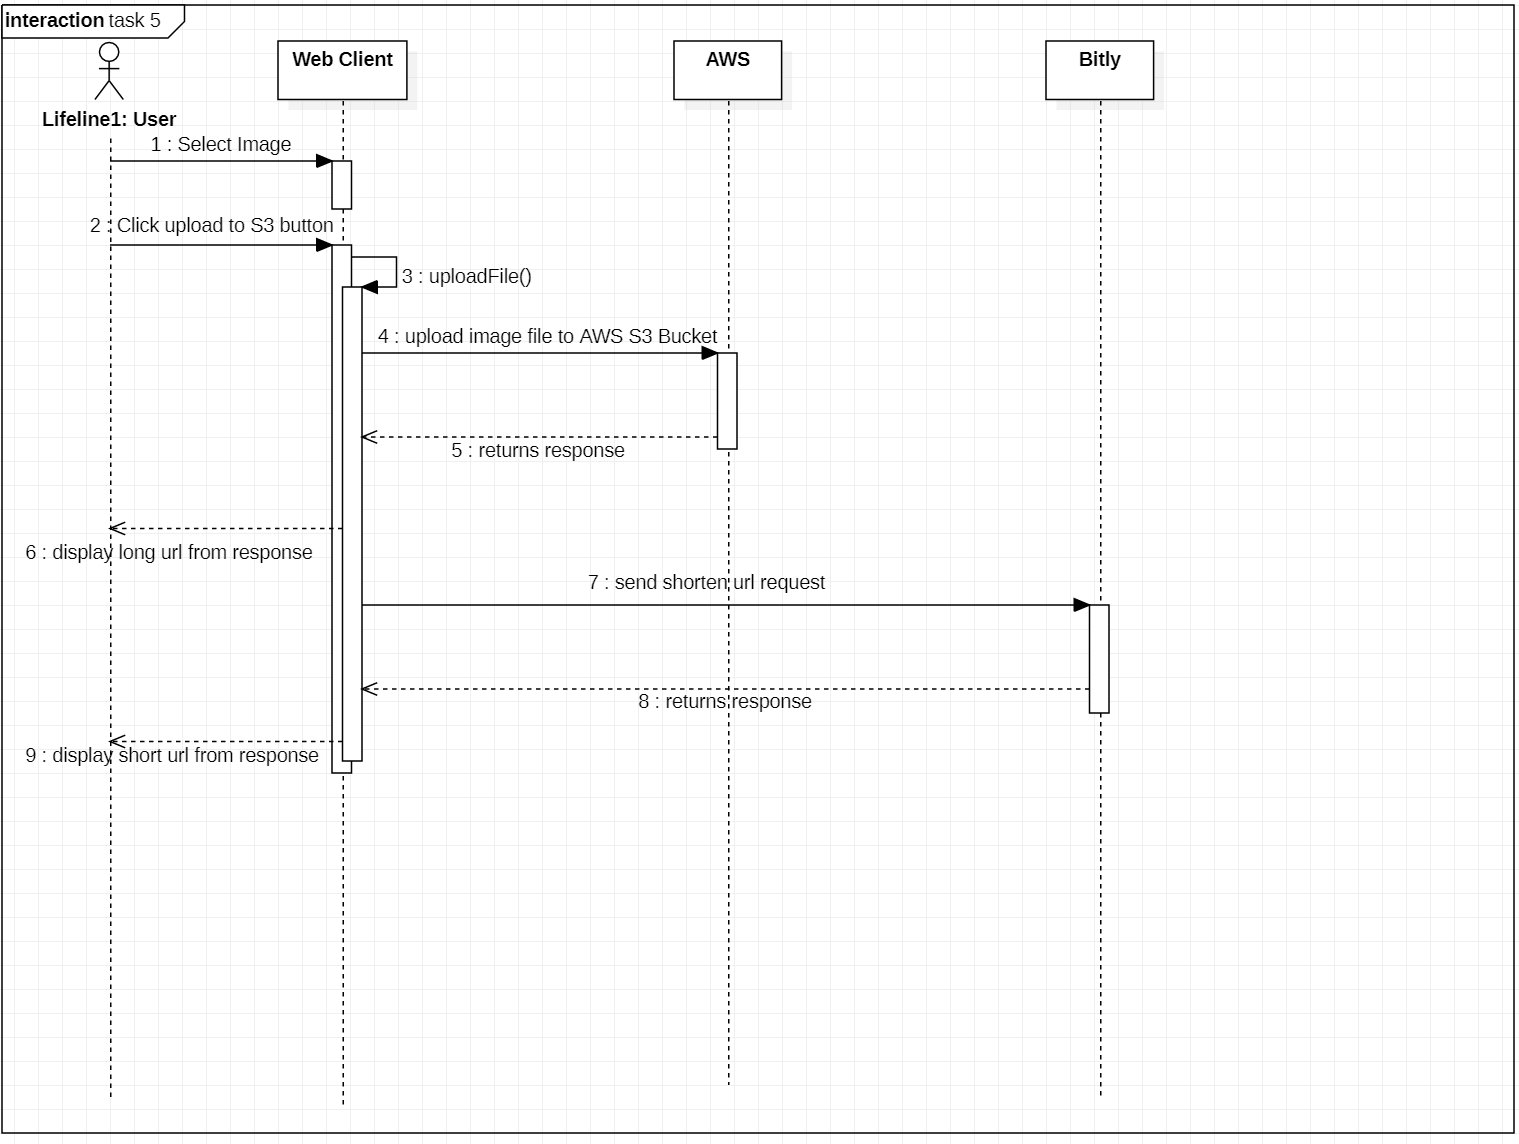 interaction task 5
Web Client
AWS
Bitly
Lifeline1: User
1 : Select Image
2 : Click upload to S3 button
3 : uploadFile()
4 : upload image file to AWS S3 Bucket
5 : returns response
6 : display long url from response
7 : send shorten url request
8 : returns response
9 : display short url from response